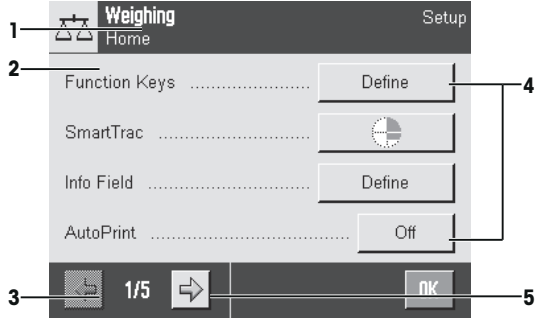 Weighing Setup
1 Home
2
Function Keys ........................ Define 4
SmartTrac ................................
Info Field ................................. Define
AutoPrint ......................................... Off
3 1/5 OK 5